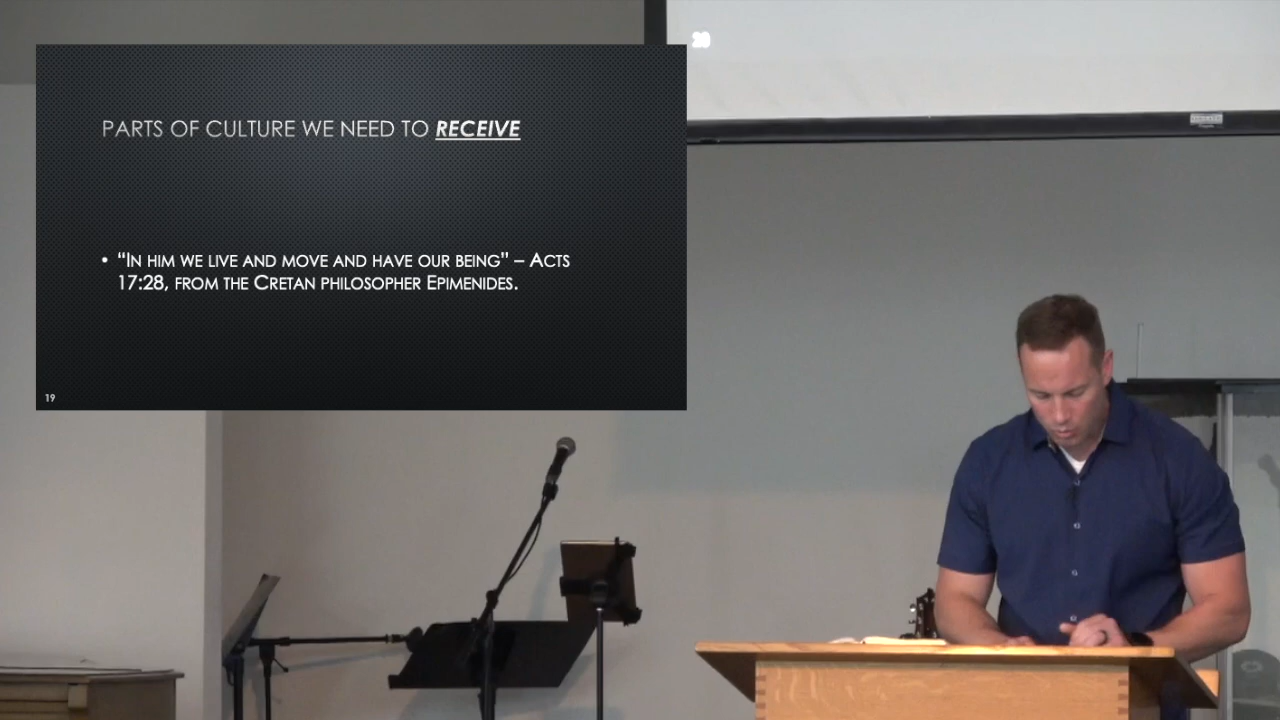 PARTS OF CULTURE WE NEED TO RECEIVE
• “IN HIM WE LIVE AND MOVE AND HAVE OUR BEING” – ACTS
17:28, FROM THE CRETAN PHILOSOPHER EPIMENIDES.
19